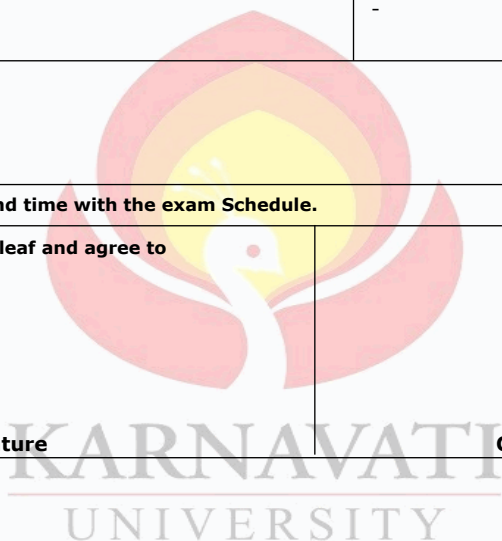 -
nd time with the exam Schedule.
leaf and agree to
ture
KARNAVATI
UNIVERSITY